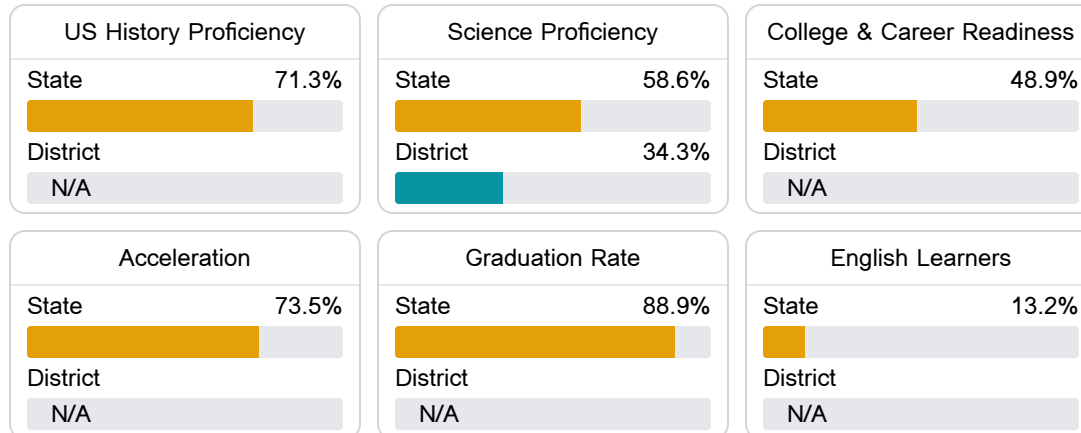 US History Proficiency
State 71.3%
District
N/A
Science Proficiency
State 58.6%
District 34.3%
College & Career Readiness
State 48.9%
District
N/A
Acceleration
State 73.5%
District
N/A
Graduation Rate
State 88.9%
District
N/A
English Learners
State 13.2%
District
N/A